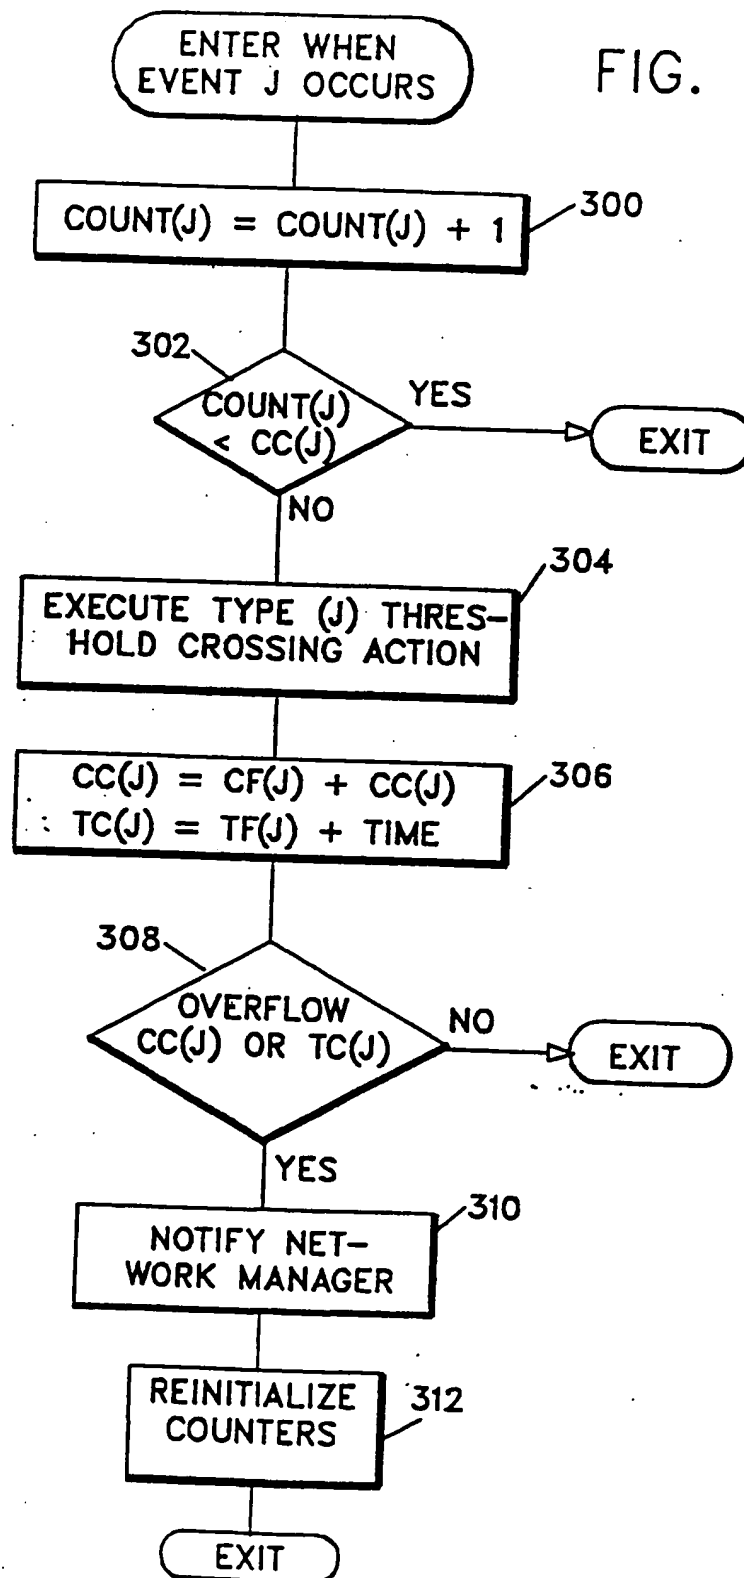 ENTER WHEN
EVENT J OCCURS
FIG.
COUNT(J) = COUNT(J) + 1
300
302
COUNT(J)
< CC(J)
YES
EXIT
NO
304
EXECUTE TYPE (J) THRES-
HOLD CROSSING ACTION
CC(J) = CF(J) + CC(J)
TC(J) = TF(J) + TIME
306
308
OVERFLOW
CC(J) OR TC(J)
NO
EXIT
YES
310
NOTIFY NET-
WORK MANAGER
REINITIALIZE
COUNTERS
312
EXIT